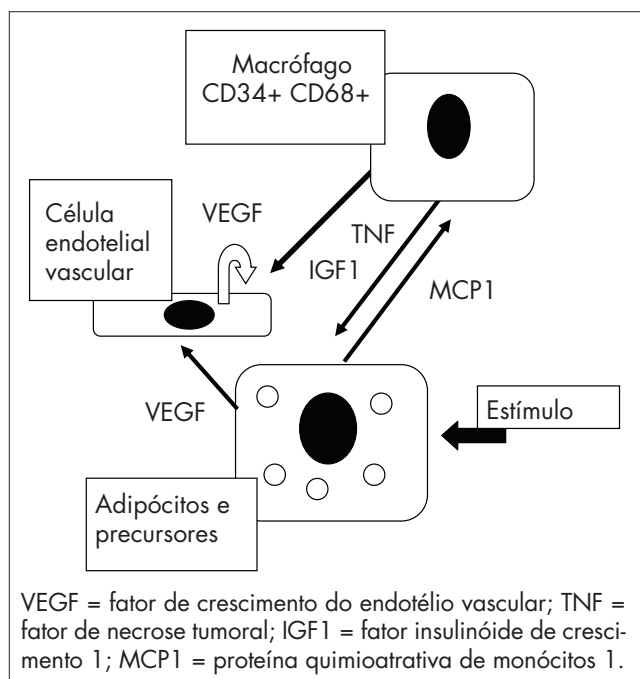 Macrófago
CD34+ CD68+
Célula
endotelial
vascular
VEGF
TNF
IGF1
MCP1
VEGF
Estímulo
Adipócitos e
precursores
VEGF = fator de crescimento do endotélio vascular; TNF =
fator de necrose tumoral; IGF1 = fator insulinóide de cresci-
mento 1; MCP1 = proteína quimioatrativa de monócitos 1.